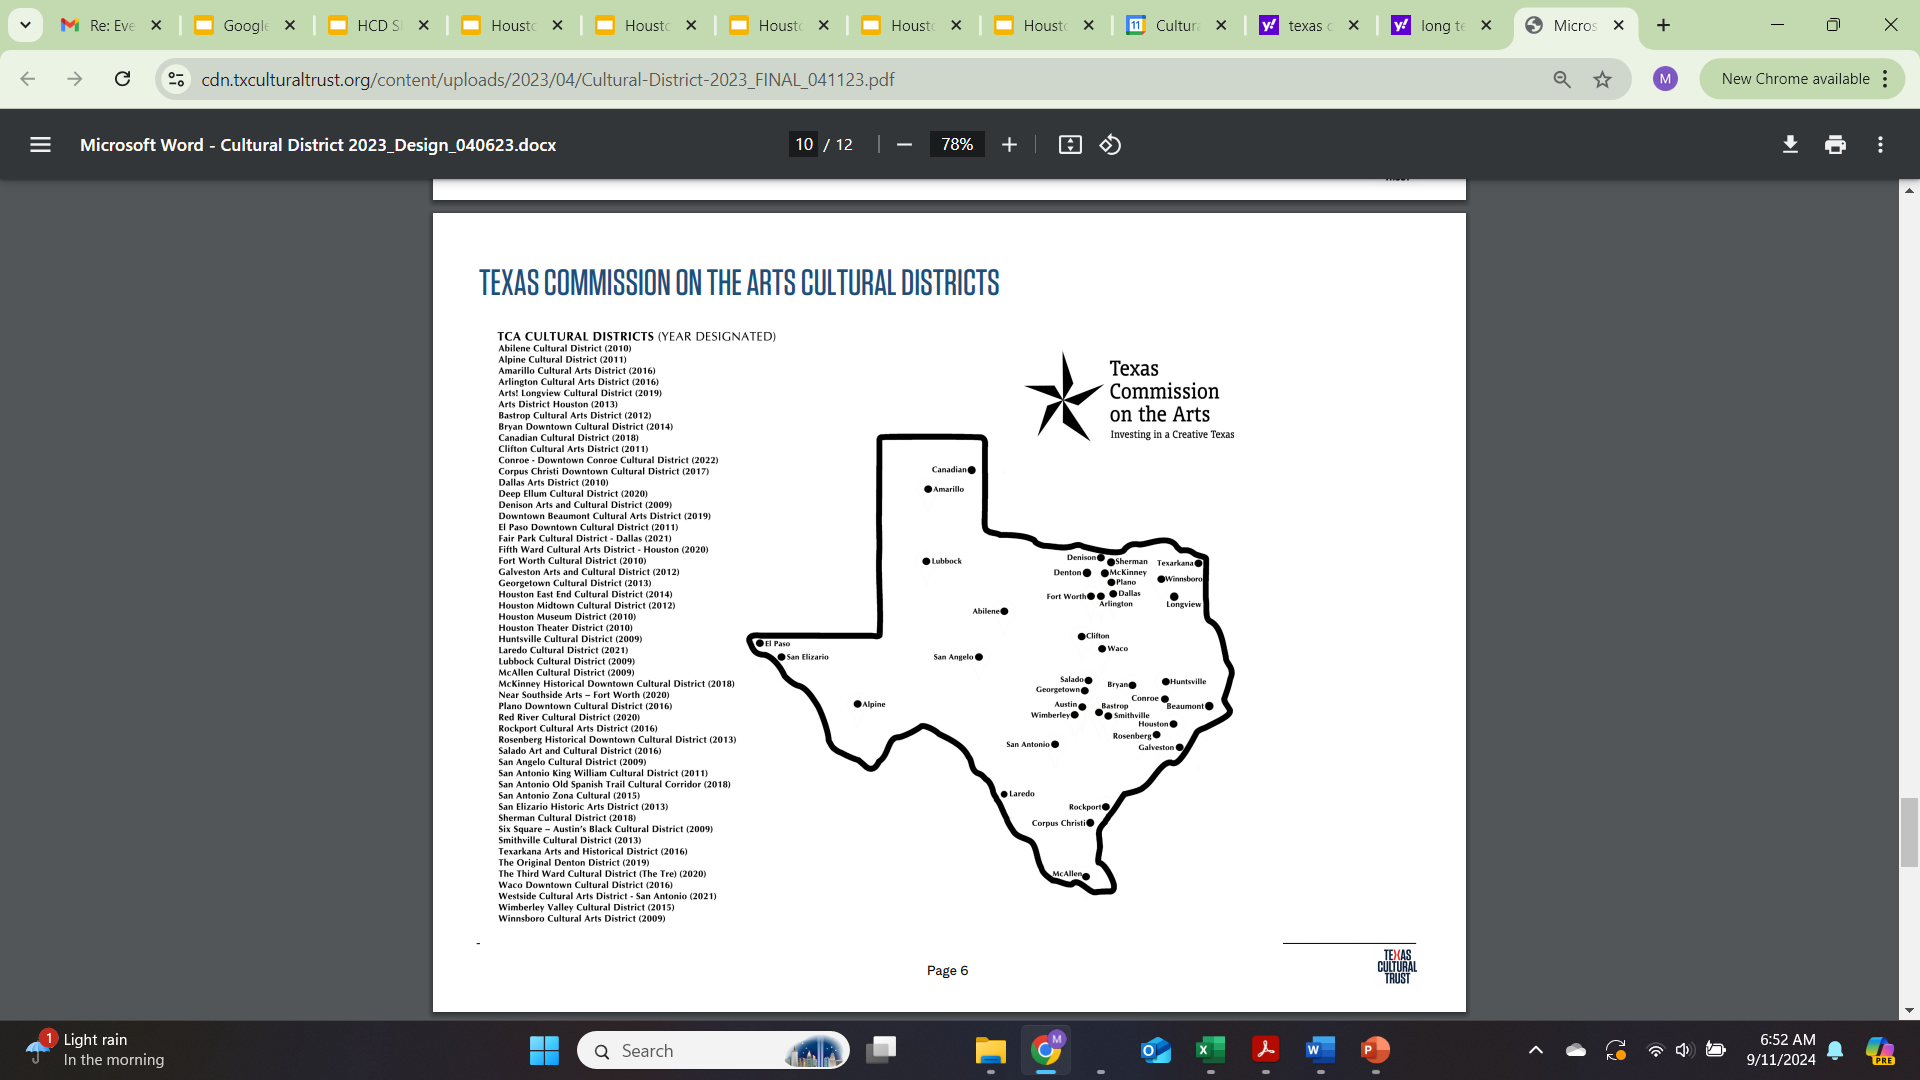 Re: Eve
Google
HCD S
Housto
Housto
Housto
Housto
Housto
11
Cultura
y!
texas c
y!
long te
Micros
cdn.txculturaltrust.org/content/uploads/2023/04/Cultural-District-2023_FINAL_041123.pdf
M
New Chrome available
Microsoft Word - Cultural District 2023_Design_040623.docx
10 / 12
78%
TEXAS COMMISSION ON THE ARTS CULTURAL DISTRICTS
TCA CULTURAL DISTRICTS (YEAR DESIGNATED)
Abilene Cultural District (2010)
Alpine Cultural District (2011)
Amarillo Cultural Arts District (2016)
Arlington Cultural Arts District (2016)
Arts! Longview Cultural District (2019)
Arts District Houston (2013)
Bastrop Cultural Arts District (2012)
Bryan Downtown Cultural District (2014)
Canadian Cultural District (2018)
Clifton Cultural Arts District (2011)
Conroe - Downtown Conroe Cultural District (2022)
Corpus Christi Downtown Cultural District (2017)
Dallas Arts District (2010)
Deep Ellum Cultural District (2020)
Denison Arts and Cultural District (2009)
Downtown Beaumont Cultural Arts District (2019)
El Paso Downtown Cultural District (2011)
Fair Park Cultural District - Dallas (2021)
Fifth Ward Cultural Arts District - Houston (2020)
Fort Worth Cultural District (2010)
Galveston Arts and Cultural District (2012)
Georgetown Cultural District (2013)
Houston East End Cultural District (2014)
Houston Midtown Cultural District (2012)
Houston Museum District (2010)
Houston Theater District (2010)
Huntsville Cultural District (2009)
Laredo Cultural District (2021)
Lubbock Cultural District (2009)
McAllen Cultural District (2009)
McKinney Historical Downtown Cultural District (2018)
Near Southside Arts – Fort Worth (2020)
Plano Downtown Cultural District (2016)
Red River Cultural District (2020)
Rockport Cultural Arts District (2016)
Rosenberg Historical Downtown Cultural District (2013)
Salado Art and Cultural District (2016)
San Angelo Cultural District (2009)
San Antonio King William Cultural District (2011)
San Antonio Old Spanish Trail Cultural Corridor (2018)
San Antonio Zona Cultural (2015)
San Elizario Historic Arts District (2013)
Sherman Cultural District (2018)
Six Square – Austin's Black Cultural District (2009)
Smithville Cultural District (2013)
Texarkana Arts and Historical District (2016)
The Original Denton District (2019)
The Third Ward Cultural District (The Tre) (2020)
Waco Downtown Cultural District (2016)
Westside Cultural Arts District - San Antonio (2021)
Wimberley Valley Cultural District (2015)
Winnsboro Cultural Arts District (2009)
Texas
Commission
on the Arts
Investing in a Creative Texas
Canadian
Amarillo
Lubbock
Denison
Sherman
Texarkana
Denton
McKinney
Plano
Winnsboro
Fort Worth
Dallas
Arlington
Longview
Abilene
Clifton
El Paso
Waco
San Elizario
San Angelo
Salado
Bryan
Huntsville
Georgetown
Conroe
Alpine
Austin
Bastrop
Beaumont
Wimberley
Smithville
Houston
Rosenberg
San Antonio
Galveston
Laredo
Rockport
Corpus Christi
McAllen
Page 6
TEXAS
CULTURAL
TRUST
1
Light rain
In the morning
Search
M
PRE
6:52 AM
9/11/2024